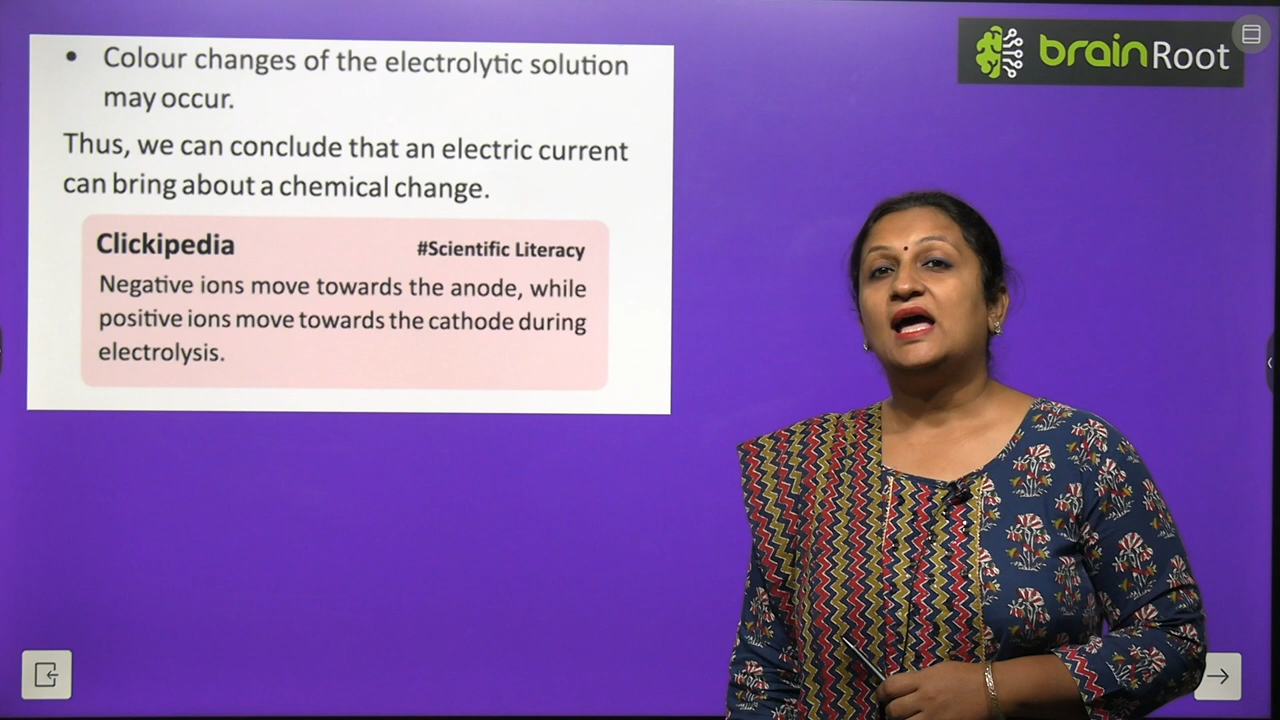 • Colour changes of the electrolytic solution
may occur.
Thus, we can conclude that an electric current
can bring about a chemical change.
Clickipedia #Scientific Literacy
Negative ions move towards the anode, while
positive ions move towards the cathode during
electrolysis.
brainRoot